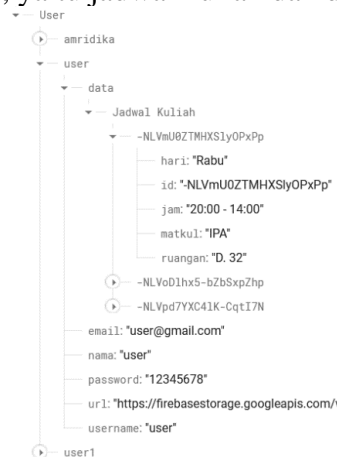 User
amridika
user
data
Jadwal Kuliah
-NLVmU0ZTMHXSlyOPxPp
hari: "Rabu"
id: "-NLVmU0ZTMHXSlyOPxPp"
jam: "20:00 - 14:00"
matkul: "IPA"
ruangan: "D. 32"
-NLVoDlhx5-bZbSxpZhp
-NLVpd7YXC4lK-CqtI7N
email: "user@gmail.com"
nama: "user"
password: "12345678"
url: "https://firebasestorage.googleapis.com/
username: "user"
user1